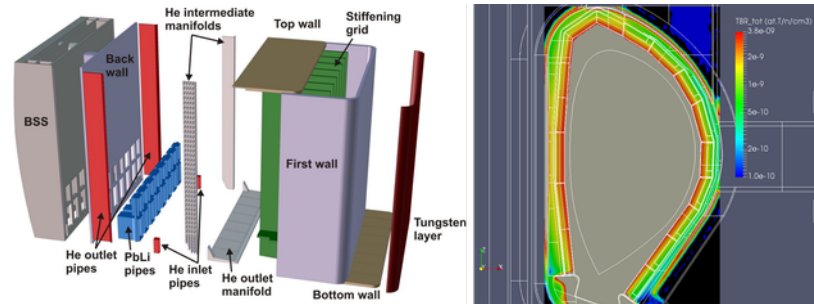 He intermediate
manifolds
Top wall
Stiffening
grid
Back
wall
BSS
First wall
Tungsten
layer
He outlet
pipes
PbLi
pipes
He inlet
pipes
He outlet
manifold
Bottom wall
TBR_tot (at.T/n/cm3)
3.8e-09
2e-9
1e-9
5e-10
2e-10
1.0e-10
Z
X